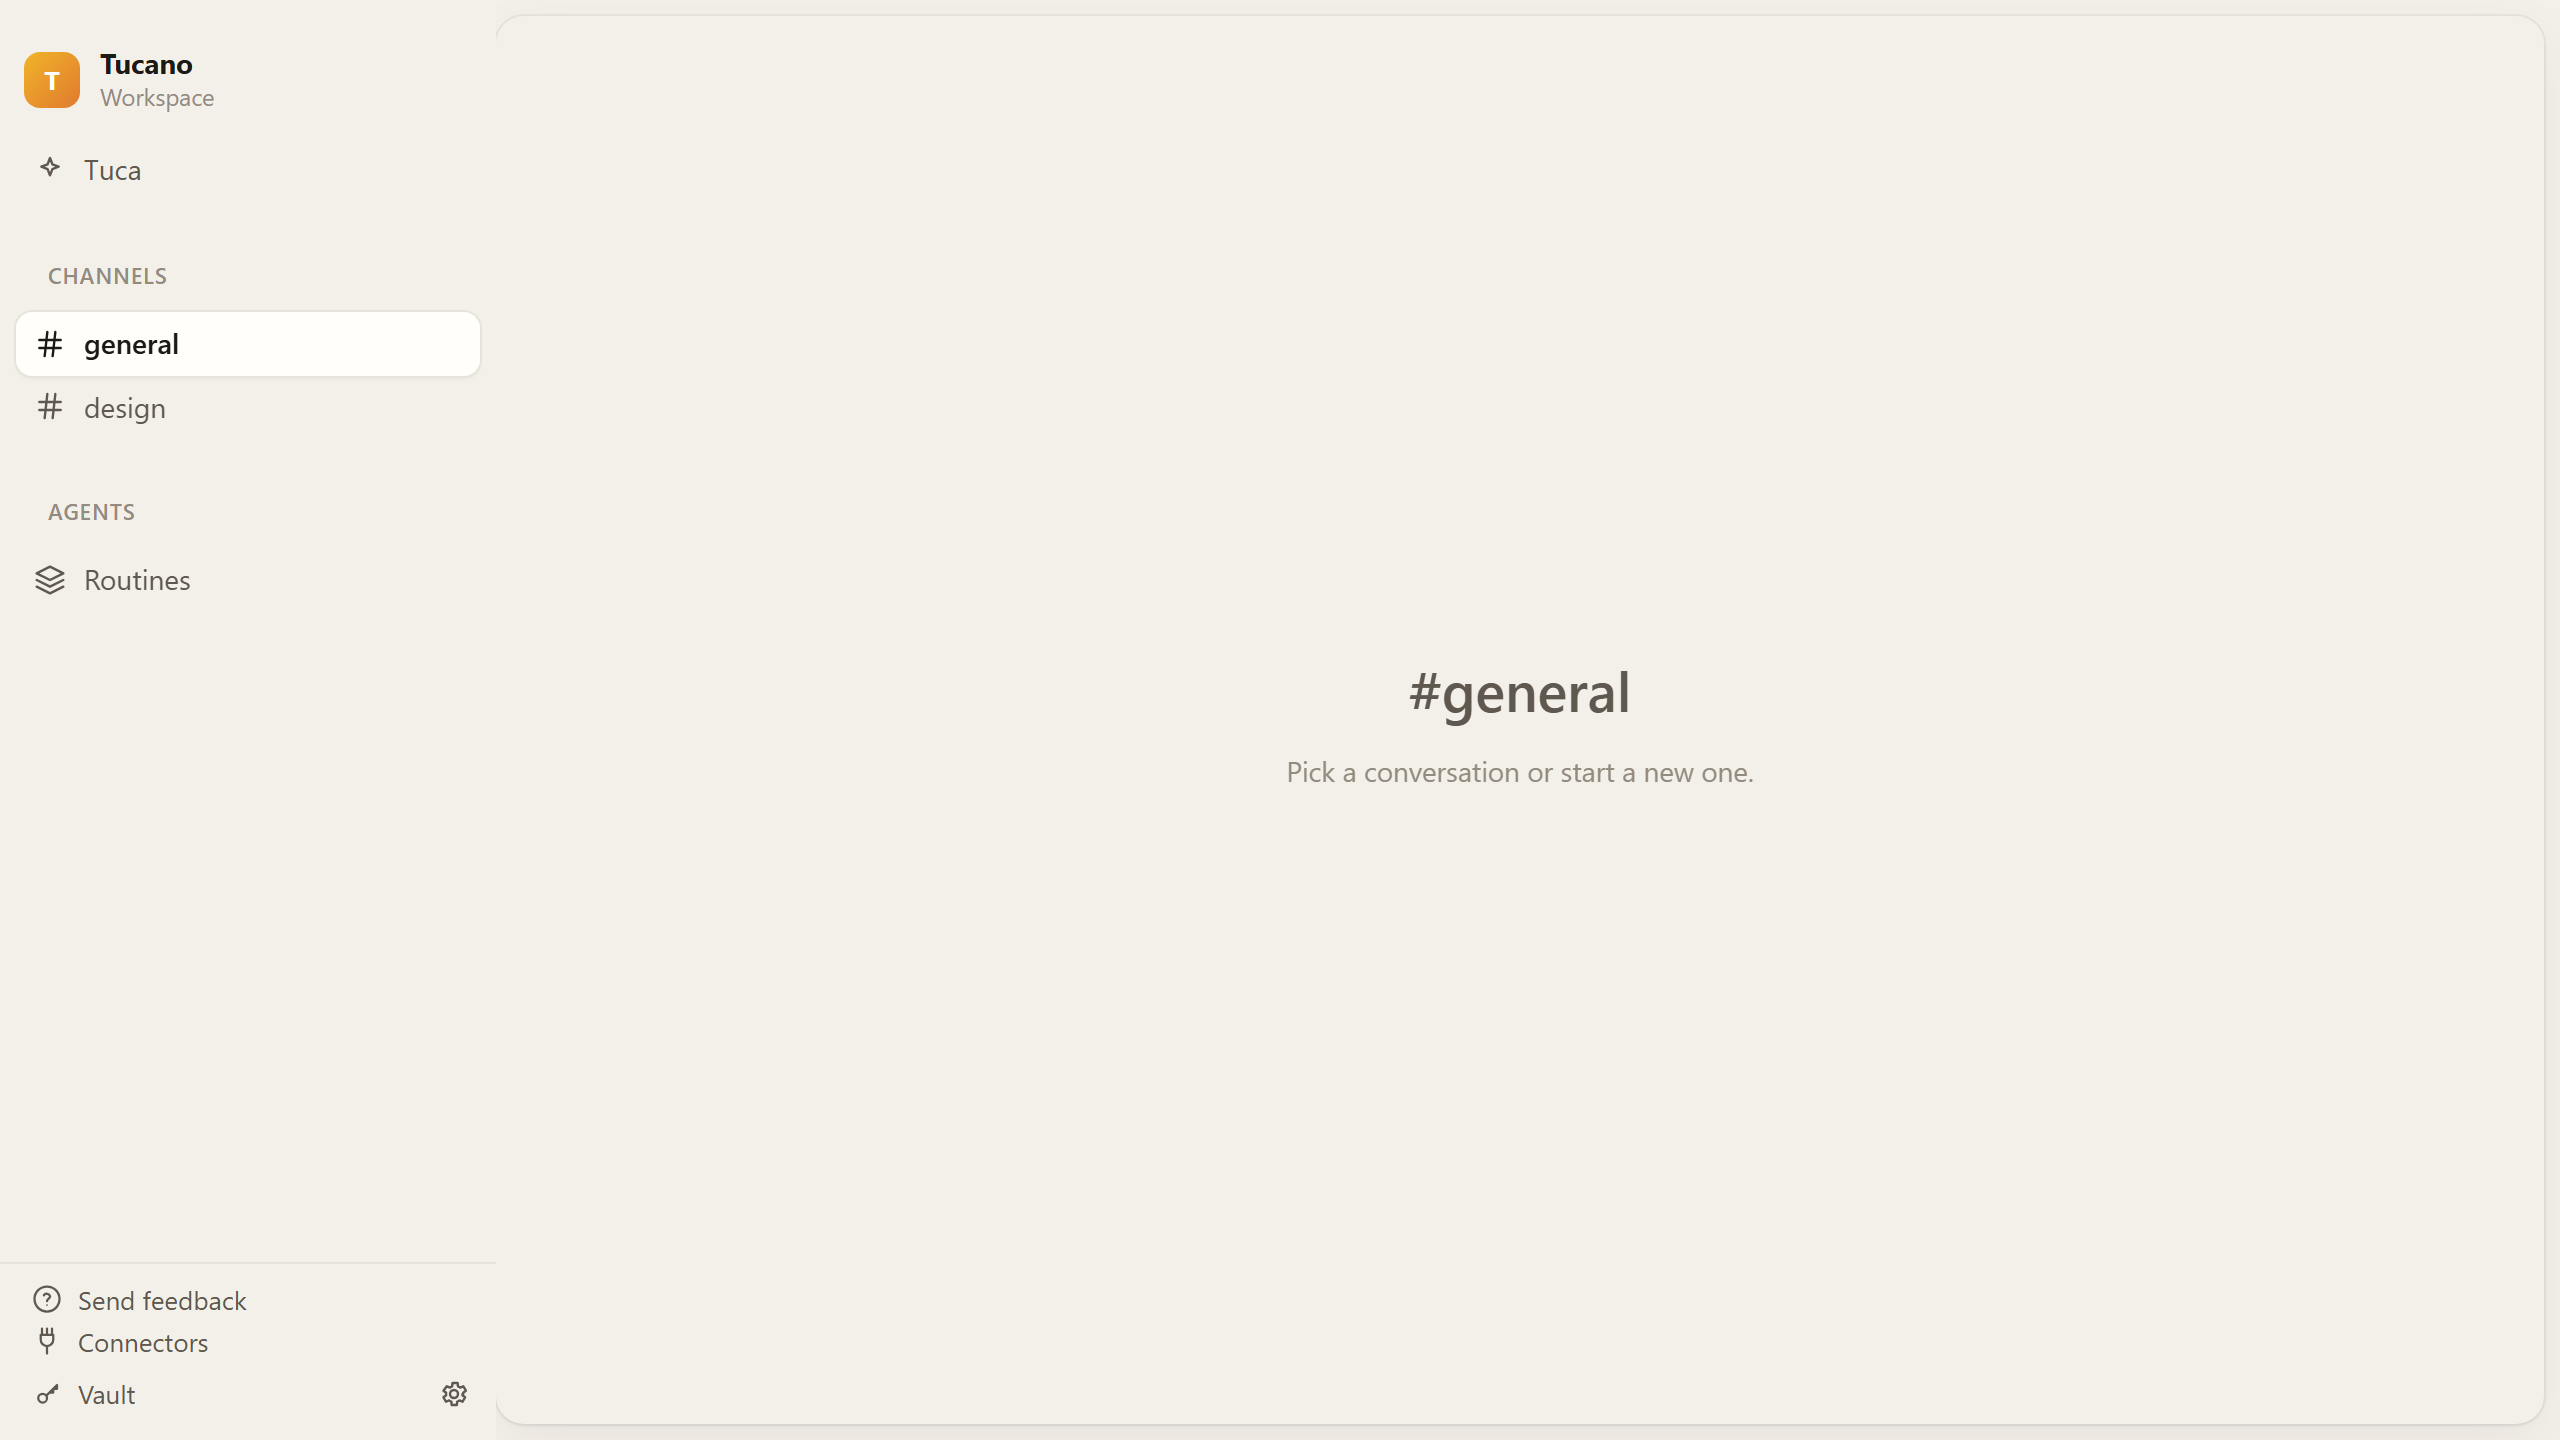 T
Tucano
Workspace
Tuca
CHANNELS
# general
# design
AGENTS
Routines
#general
Pick a conversation or start a new one.
Send feedback
Connectors
Vault